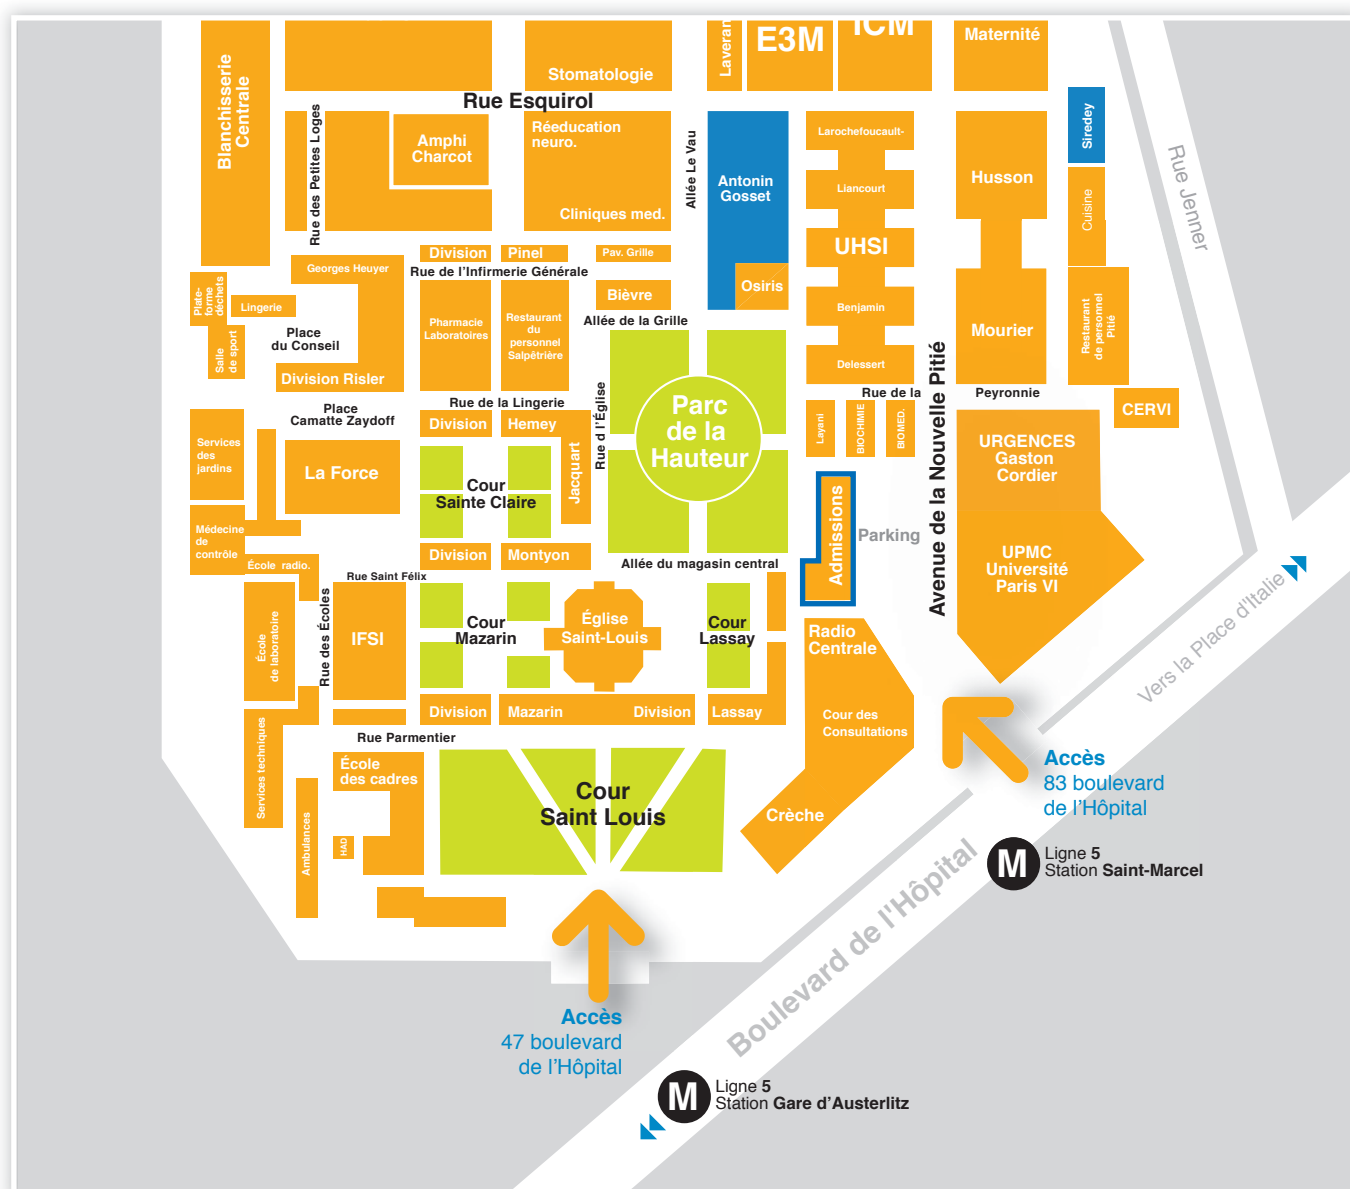 Laveran
E3M
ICM
Maternité
Stomatologie
Blanchisserie
Centrale
Rue Esquirol
Rue des Petites Loges
Amphi
Charcot
Réeducation
neuro.
Cliniques med.
Allée Le Vau
Antonin
Gosset
Osiris
Larochefoucault-
Liancourt
UHSI
Benjamin
Delessert
Husson
Mourier
Siredey
Cuisine
Restaurant
de personnel
Pitié
Rue Jenner
Division
Pinel
Pav. Grille
Rue de l'Infirmerie Générale
Georges Heuyer
Plate-
forme
déchets
Lingerie
Salle
de sport
Place
du Conseil
Division Risler
Pharmacie
Laboratoires
Restaurant
du
personnel
Salpêtrière
Bièvre
Allée de la Grille
Rue d l'Église
Parc
de la
Hauteur
Rue de la
Peyronnie
Avenue de la Nouvelle Pitié
CERVI
Layani
BIOCHIMIE
BIOMED.
Place
Camatte Zaydoff
Rue de la Lingerie
Division
Hemey
Jacquart
Services
des
jardins
La Force
Cour
Sainte Claire
URGENCES
Gaston
Cordier
Médecine
de
contrôle
École radio.
Division
Montyon
Admissions
Parking
UPMC
Université
Paris VI
Allée du magasin central
Rue Saint Félix
Rue des Écoles
École
de laboratoire
IFSI
Cour
Mazarin
Église
Saint-Louis
Cour
Lassay
Radio
Centrale
Cour des
Consultations
Crèche
Division
Mazarin
Division
Lassay
Services techniques
Rue Parmentier
École
des cadres
HAD
Ambulances
Cour
Saint Louis
Vers la Place d'Italie
Accès
83 boulevard
de l'Hôpital
M
Ligne 5
Station Saint-Marcel
Boulevard de l'Hôpital
Accès
47 boulevard
de l'Hôpital
M
Ligne 5
Station Gare d'Austerlitz